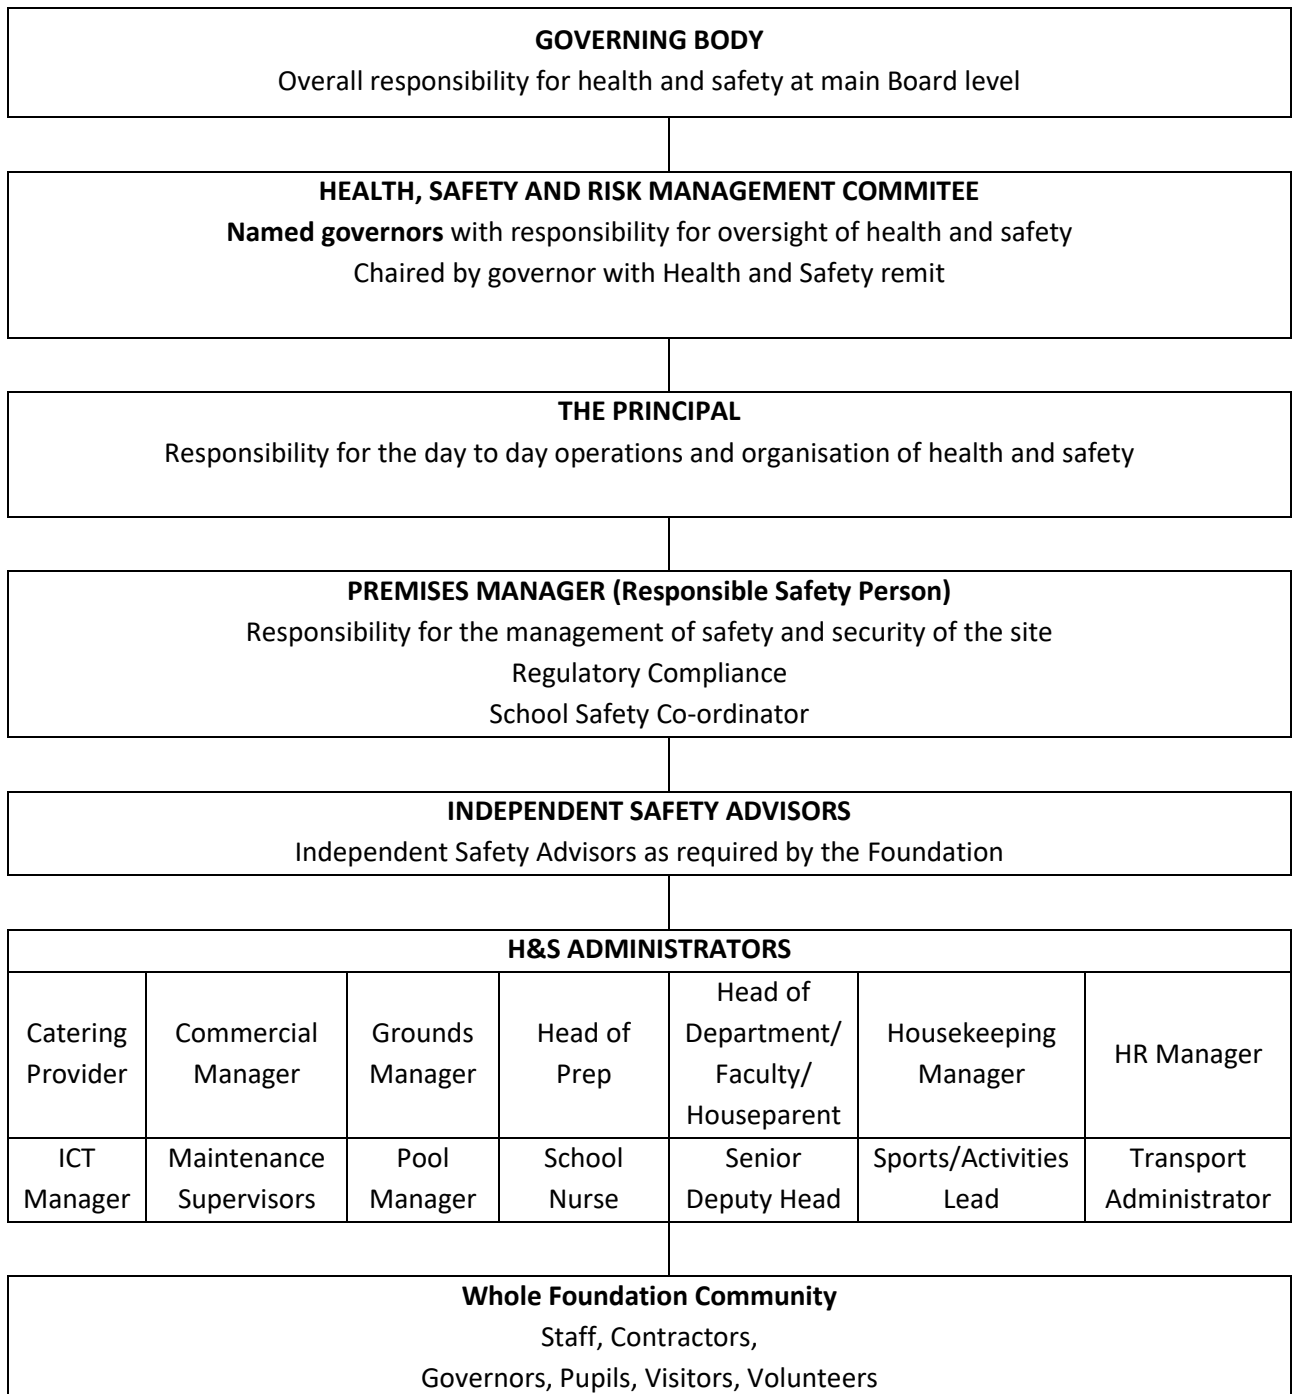 GOVERNING BODY
Overall responsibility for health and safety at main Board level
HEALTH, SAFETY AND RISK MANAGEMENT COMMITEE
Named governors with responsibility for oversight of health and safety
Chaired by governor with Health and Safety remit
THE PRINCIPAL
Responsibility for the day to day operations and organisation of health and safety
PREMISES MANAGER (Responsible Safety Person)
Responsibility for the management of safety and security of the site
Regulatory Compliance
School Safety Co-ordinator
INDEPENDENT SAFETY ADVISORS
Independent Safety Advisors as required by the Foundation
H&S ADMINISTRATORS
Catering
Provider
Commercial
Manager
Grounds
Manager
Head of
Prep
Head of
Department/
Faculty/
Houseparent
Housekeeping
Manager
HR Manager
ICT
Manager
Maintenance
Supervisors
Pool
Manager
School
Nurse
Senior
Deputy Head
Sports/Activities
Lead
Transport
Administrator
Whole Foundation Community
Staff, Contractors,
Governors, Pupils, Visitors, Volunteers